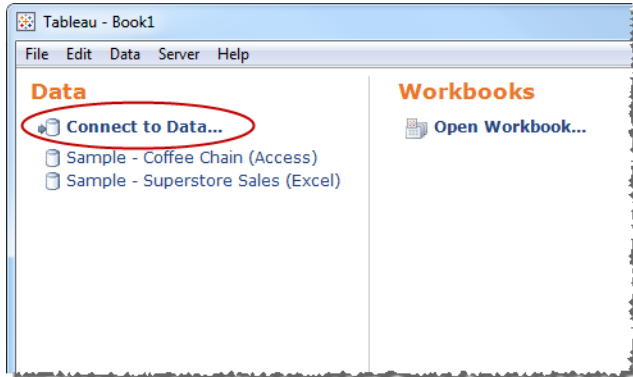 Tableau - Book1
File Edit Data Server Help
Data
Connect to Data...
Sample - Coffee Chain (Access)
Sample - Superstore Sales (Excel)
Workbooks
Open Workbook...